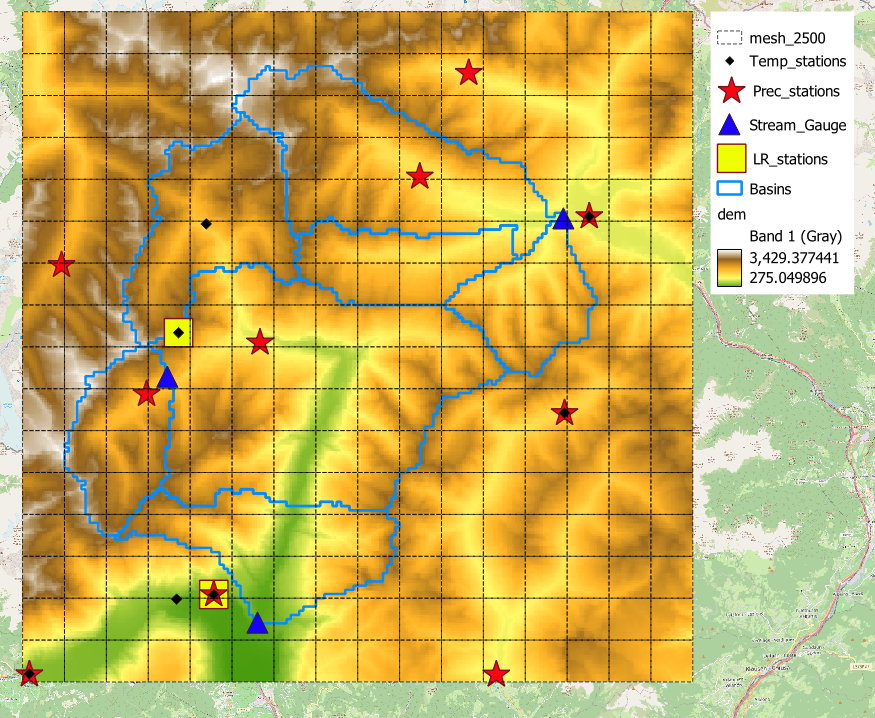 mesh_2500
Temp_stations
Prec_stations
Stream_Gauge
LR_stations
Basins
dem
Band 1 (Gray)
3,429.377441
275.049896